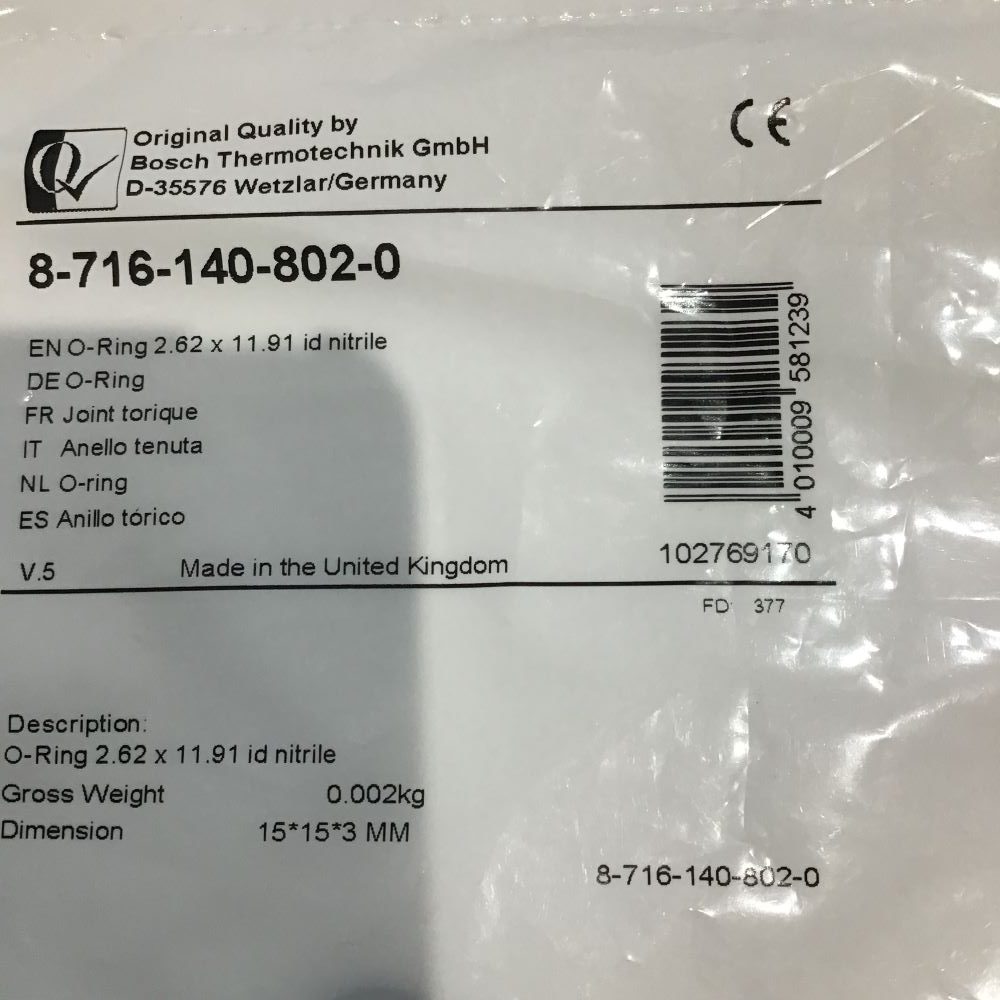 Original Quality by
Bosch Thermotechnik GmbH
D-35576 Wetzlar/Germany
CE
8-716-140-802-0
EN O-Ring 2.62 x 11.91 id nitrile
DE O-Ring
FR Joint torique
IT Anello tenuta
NL O-ring
ES Anillo tórico
V.5 Made in the United Kingdom
4 010009 581239
102769170
FD: 377
Description:
O-Ring 2.62 x 11.91 id nitrile
Gross Weight 0.002kg
Dimension 15*15*3 MM
8-716-140-802-0